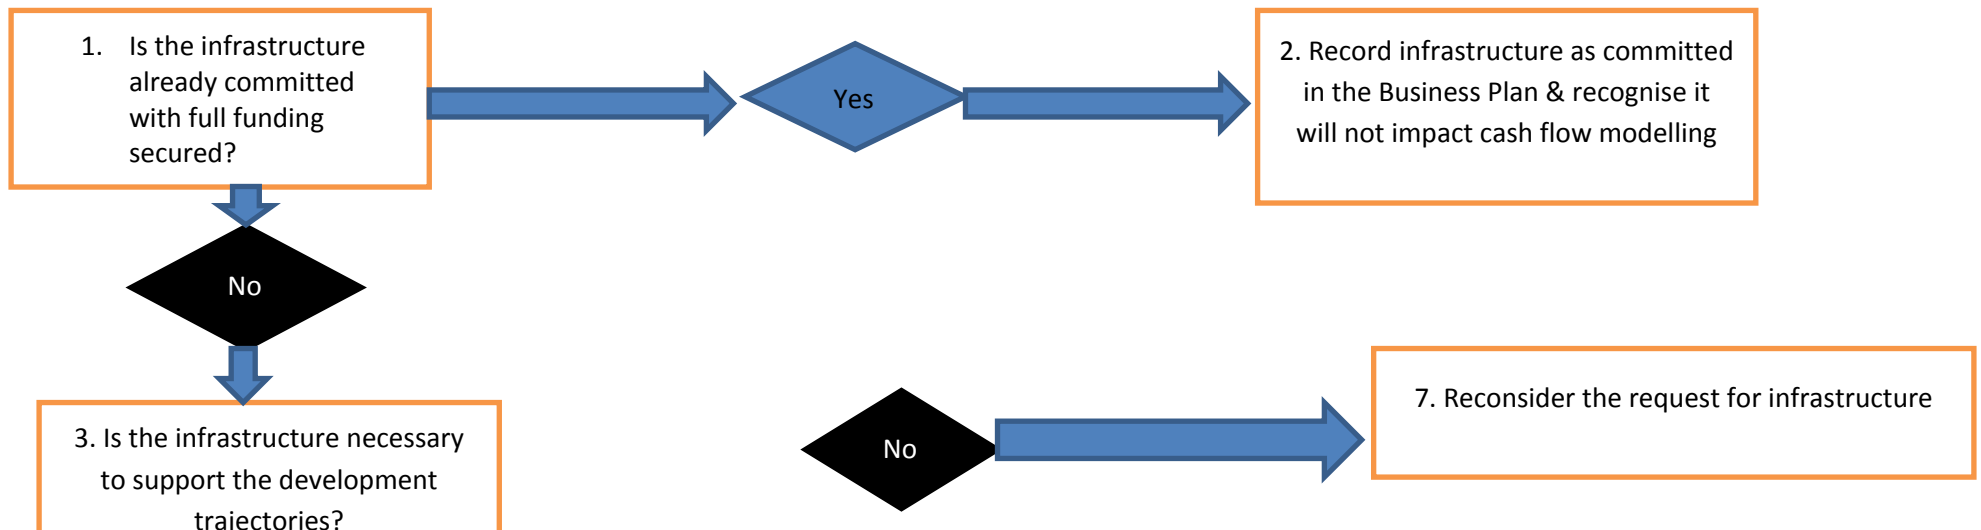 1. Is the infrastructure
already committed
with full funding
secured?
Yes
2. Record infrastructure as committed
in the Business Plan & recognise it
will not impact cash flow modelling
No
3. Is the infrastructure necessary
to support the development
trajectories?
No
7. Reconsider the request for infrastructure